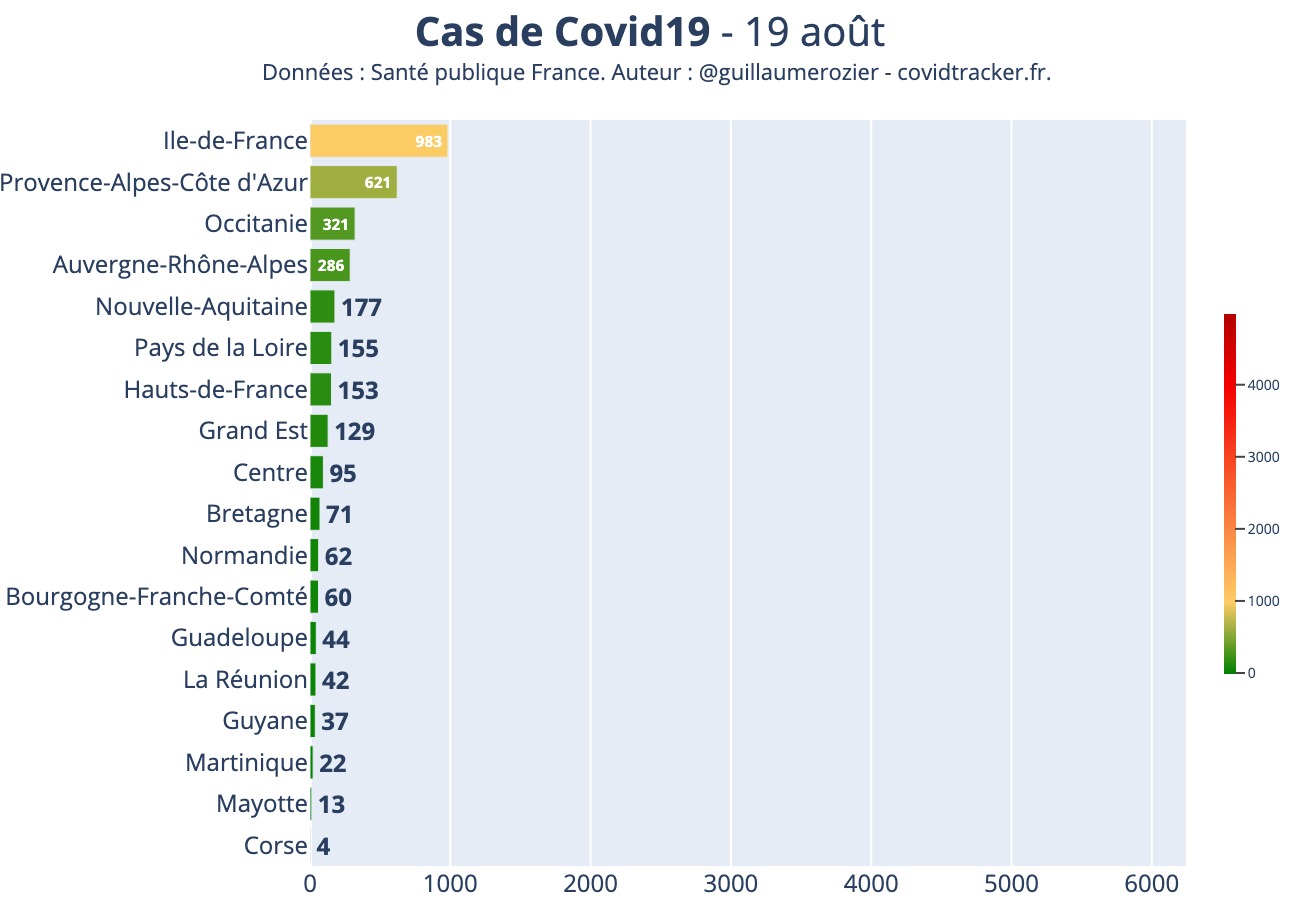 Cas de Covid19 - 19 août
Données : Santé publique France. Auteur : @guillaumerozier - covidtracker.fr.
Ile-de-France 983
Provence-Alpes-Côte d'Azur 621
Occitanie 321
Auvergne-Rhône-Alpes 286
Nouvelle-Aquitaine 177
Pays de la Loire 155
Hauts-de-France 153
Grand Est 129
Centre 95
Bretagne 71
Normandie 62
Bourgogne-Franche-Comté 60
Guadeloupe 44
La Réunion 42
Guyane 37
Martinique 22
Mayotte 13
Corse 4
0 1000 2000 3000 4000 5000 6000
4000
3000
2000
1000
0